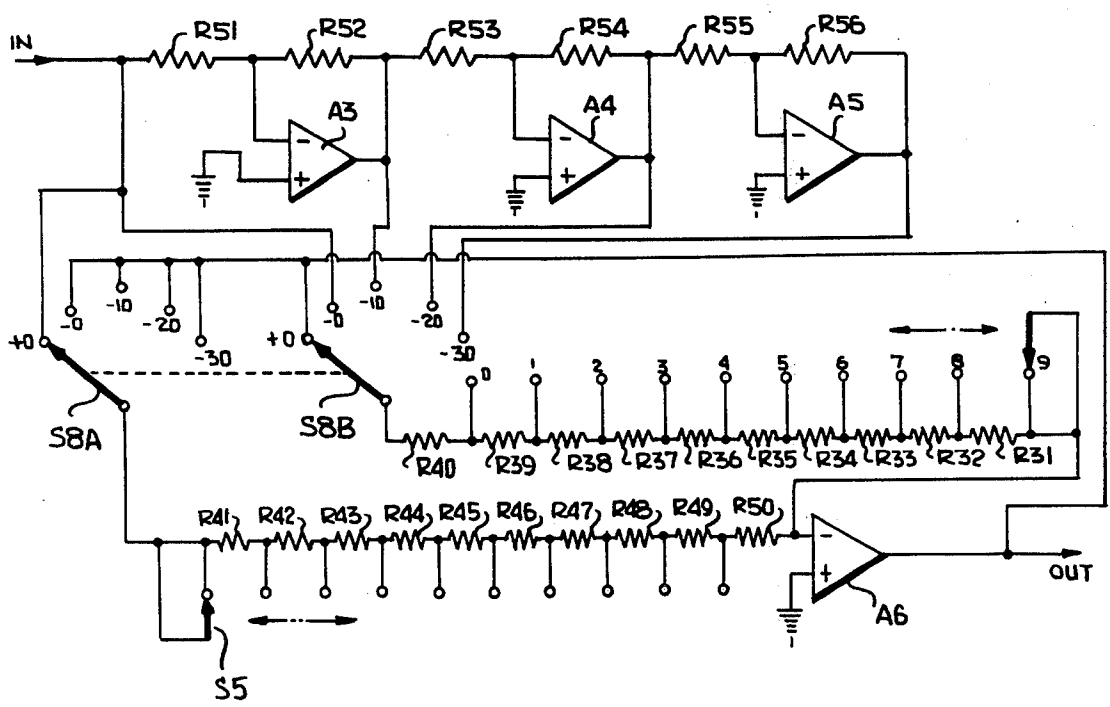 IN
R51 R52 R53 R54 R55 R56
A3 A4 A5
- - -
+ + +
-0 -10 -20 -30 -0 -10 -20 -30
+0 +0
S8A S8B
0 1 2 3 4 5 6 7 8 9
R40 R39 R38 R37 R36 R35 R34 R33 R32 R31
R41 R42 R43 R44 R45 R46 R47 R48 R49 R50
-
+
OUT
A6
S5